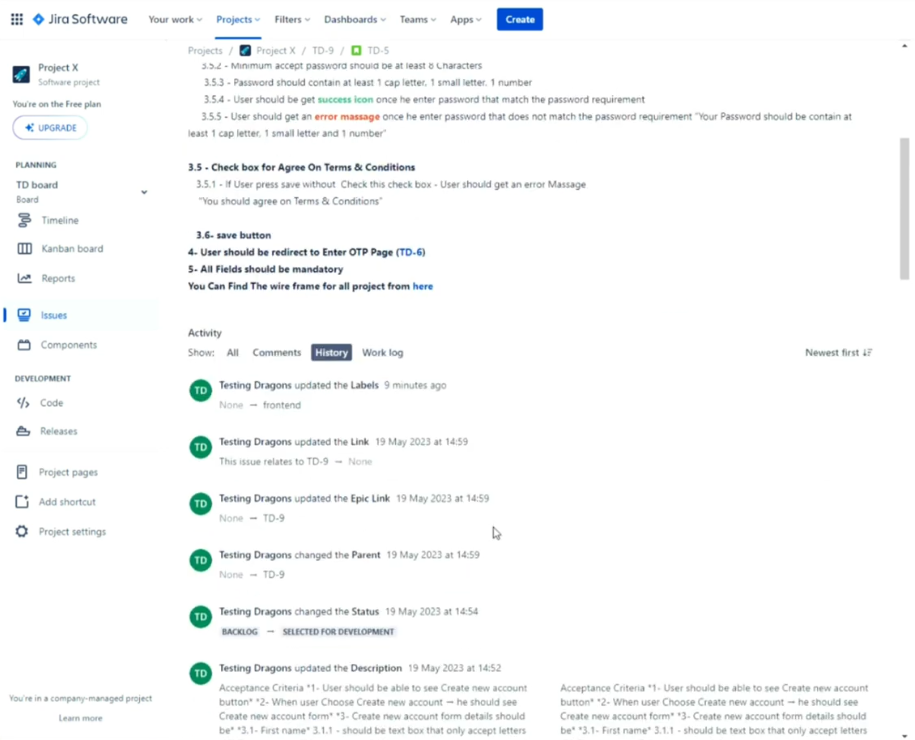 Jira Software
Your work
Projects
Filters
Dashboards
Teams
Apps
Create
Project X
Software project
You're on the Free plan
UPGRADE
PLANNING
TD board
Board
Timeline
Kanban board
Reports
Issues
Components
DEVELOPMENT
Code
Releases
Project pages
Add shortcut
Project settings
You're in a company-managed project
Learn more
Projects / Project X / TD-9 / TD-5
3.5.2 - Minimum accept password should be at least 8 Characters
3.5.3 - Password should contain at least 1 cap letter, 1 small letter, 1 number
3.5.4 - User should be get success icon once he enter password that match the password requirement
3.5.5 - User should get an error massage once he enter password that does not match the password requirement "Your Password should be contain at
least 1 cap letter, 1 small letter and 1 number"
3.5 - Check box for Agree On Terms & Conditions
3.5.1 - If User press save without Check this check box - User should get an error Massage
"You should agree on Terms & Conditions"
3.6- save button
4- User should be redirect to Enter OTP Page (TD-6)
5- All Fields should be mandatory
You Can Find The wire frame for all project from here
Activity
Show: All Comments History Work log
Newest first
TD
Testing Dragons updated the Labels 9 minutes ago
None → frontend
TD
Testing Dragons updated the Link 19 May 2023 at 14:59
This issue relates to TD-9 → None
TD
Testing Dragons updated the Epic Link 19 May 2023 at 14:59
None → TD-9
TD
Testing Dragons changed the Parent 19 May 2023 at 14:59
None → TD-9
TD
Testing Dragons changed the Status 19 May 2023 at 14:54
BACKLOG → SELECTED FOR DEVELOPMENT
TD
Testing Dragons updated the Description 19 May 2023 at 14:52
Acceptance Criteria *1- User should be able to see Create new account
button* *2- When user Choose Create new account → he should see
Create new account form* *3- Create new account form details should
be* *3.1- First name* 3.1.1 - should be text box that only accept letters
Acceptance Criteria *1- User should be able to see Create new account
button* *2- When user Choose Create new account → he should see
Create new account form* *3- Create new account form details should
be* *3.1- First name* 3.1.1 - should be text box that only accept letters